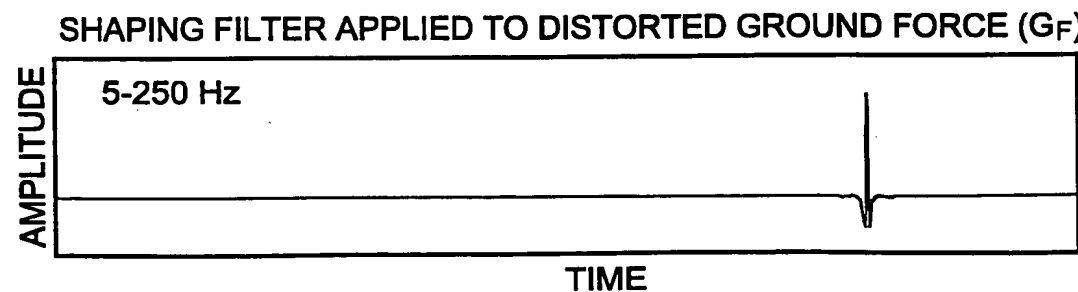 SHAPING FILTER APPLIED TO DISTORTED GROUND FORCE (GF)
AMPLITUDE
5-250 Hz
TIME